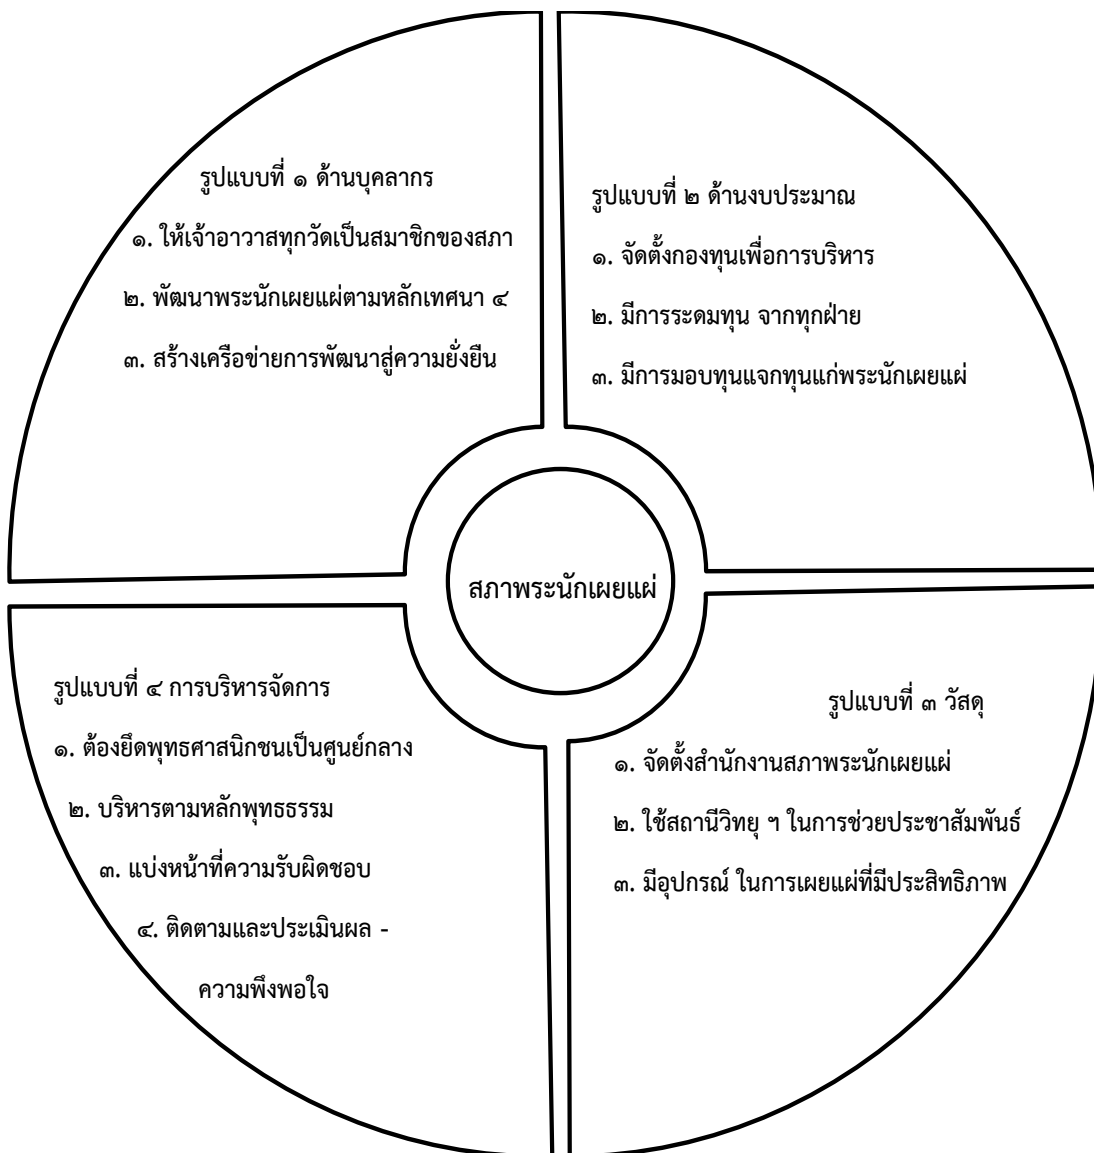 รูปแบบที่ ๑ ด้านบุคลากร
๑. ให้เจ้าอาวาสทุกวัดเป็นสมาชิกของสภา
๒. พัฒนาพระนักเผยแผ่ตามหลักเทศนา ๔
๓. สร้างเครือข่ายการพัฒนาสู่ความยั่งยืน
รูปแบบที่ ๒ ด้านงบประมาณ
๑. จัดตั้งกองทุนเพื่อการบริหาร
๒. มีการระดมทุน จากทุกฝ่าย
๓. มีการมอบทุนแจกทุนแก่พระนักเผยแผ่
สภาพระนักเผยแผ่
รูปแบบที่ ๓ วัสดุ
๑. จัดตั้งสำนักงานสภาพระนักเผยแผ่
๒. ใช้สถานีวิทยุ ฯ ในการช่วยประชาสัมพันธ์
๓. มีอุปกรณ์ ในการเผยแผ่ที่มีประสิทธิภาพ
รูปแบบที่ ๔ การบริหารจัดการ
๑. ต้องยึดพุทธศาสนิกชนเป็นศูนย์กลาง
๒. บริหารตามหลักพุทธธรรม
๓. แบ่งหน้าที่ความรับผิดชอบ
๔. ติดตามและประเมินผล -
ความพึงพอใจ